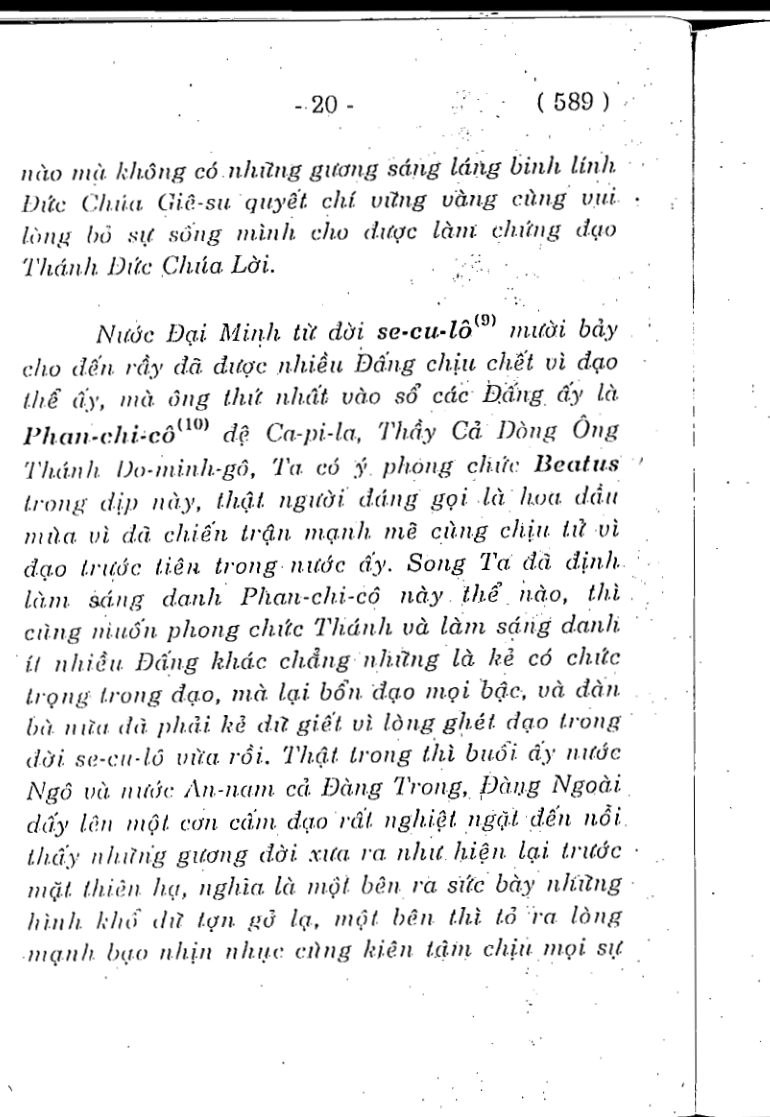 - 20 - ( 589 )
nào mà không có những gương sáng láng binh lính
Đức Chúa Giê-su quyết chí vững vàng cùng vui
lòng bỏ sự sống mình cho được làm chứng đạo
Thánh Đức Chúa Lời.
Nước Đại Minh từ đời se-cu-lô(9) mười bảy
cho đến rầy đã được nhiều Đấng chịu chết vì đạo
thể ấy, mà ông thứ nhất vào sổ các Đấng ấy là
Phan-chi-cô(10) đệ Ca-pi-la, Thầy Cả Dòng Ông
Thánh Do-minh-gô, Ta có ý phong chức Beatus
trong dịp này, thật người đáng gọi là hoa đầu
mùa vì đã chiến trận mạnh mẽ cùng chịu tử vì
đạo trước tiên trong nước ấy. Song Ta đã định
làm sáng danh Phan-chi-cô này thể nào, thì
cũng muốn phong chức Thánh và làm sáng danh
ít nhiều Đấng khác chẳng những là kẻ có chức
trọng trong đạo, mà lại bổn đạo mọi bậc, và đàn
bà nữa đã phải kẻ dữ giết vì lòng ghét đạo trong
đời se-cu-lô vừa rồi. Thật trong thì buổi ấy nước
Ngô và nước An-nam cả Đàng Trong, Đàng Ngoài
dấy lên một cơn cấm đạo rất nghiệt ngặt đến nỗi
thấy những gương đời xưa ra như hiện lại trước
mặt thiên hạ, nghĩa là một bên ra sức bày những
hình khổ dữ tợn gở lạ, một bên thì tỏ ra lòng
mạnh bạo nhịn nhục cùng kiên tâm chịu mọi sự